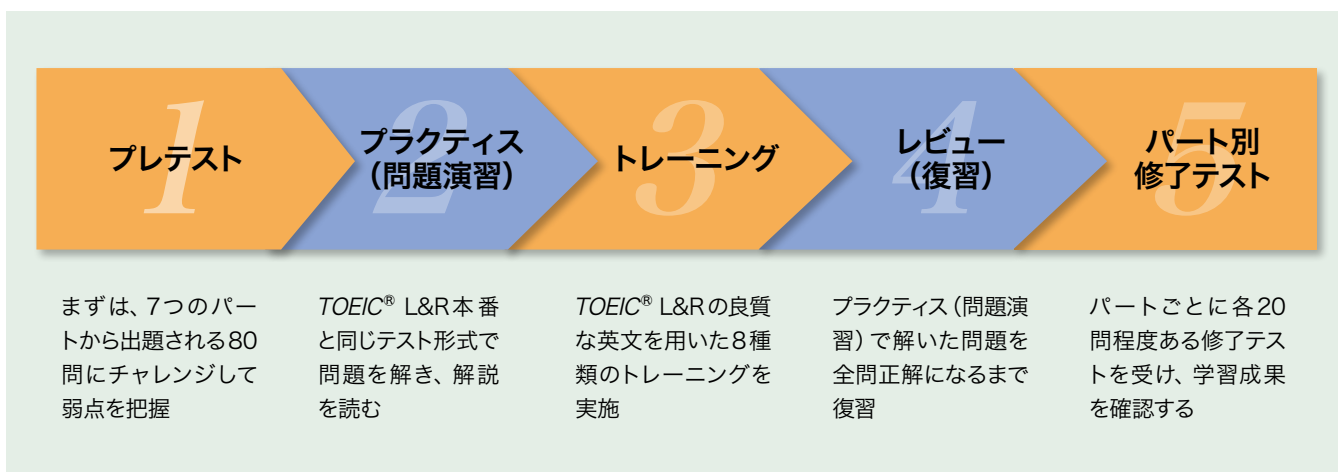 1
プレテスト
まずは、7つのパー
トから出題される80
問にチャレンジして
弱点を把握
2
プラクティス
(問題演習)
TOEIC® L&R本番
と同じテスト形式で
問題を解き、解説
を読む
3
トレーニング
TOEIC® L&Rの良質
な英文を用いた8種
類のトレーニングを
実施
4
レビュー
(復習)
プラクティス(問題演
習)で解いた問題を
全問正解になるまで
復習
5
パート別
修了テスト
パートごとに各20
問程度ある修了テス
トを受け、学習成果
を確認する